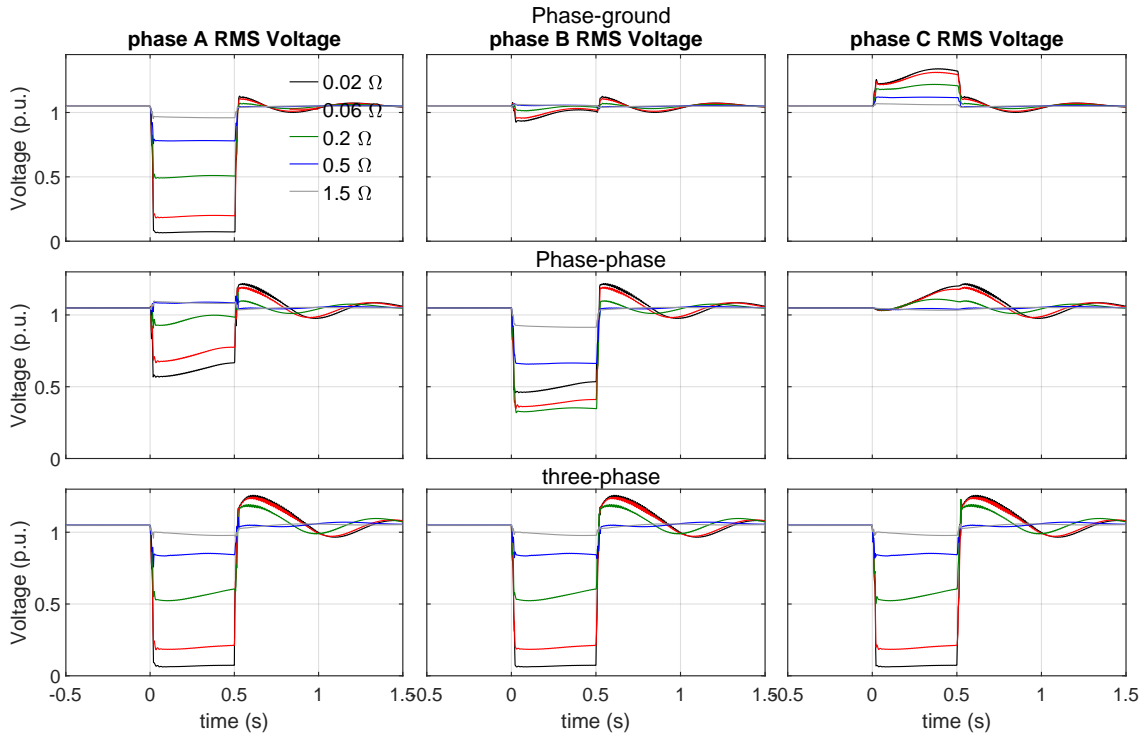 Phase-ground
phase A RMS Voltage
phase B RMS Voltage
phase C RMS Voltage
Voltage (p.u.)
1
0.5
0
0.02 Ω
0.06 Ω
0.2 Ω
0.5 Ω
1.5 Ω
Phase-phase
Voltage (p.u.)
1
0.5
0
three-phase
Voltage (p.u.)
1
0.5
0
-0.5 0 0.5 1 1.5
-0.5 0 0.5 1 1.5
-0.5 0 0.5 1 1.5
time (s)
time (s)
time (s)